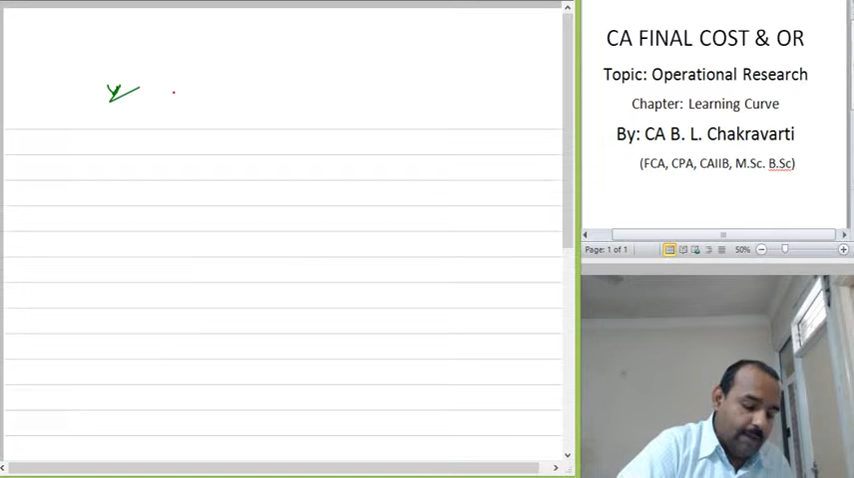 CA FINAL COST & OR
Topic: Operational Research
Chapter: Learning Curve
By: CA B. L. Chakravarti
(FCA, CPA, CAIIB, M.Sc. B.Sc)
Page: 1 of 1
50%